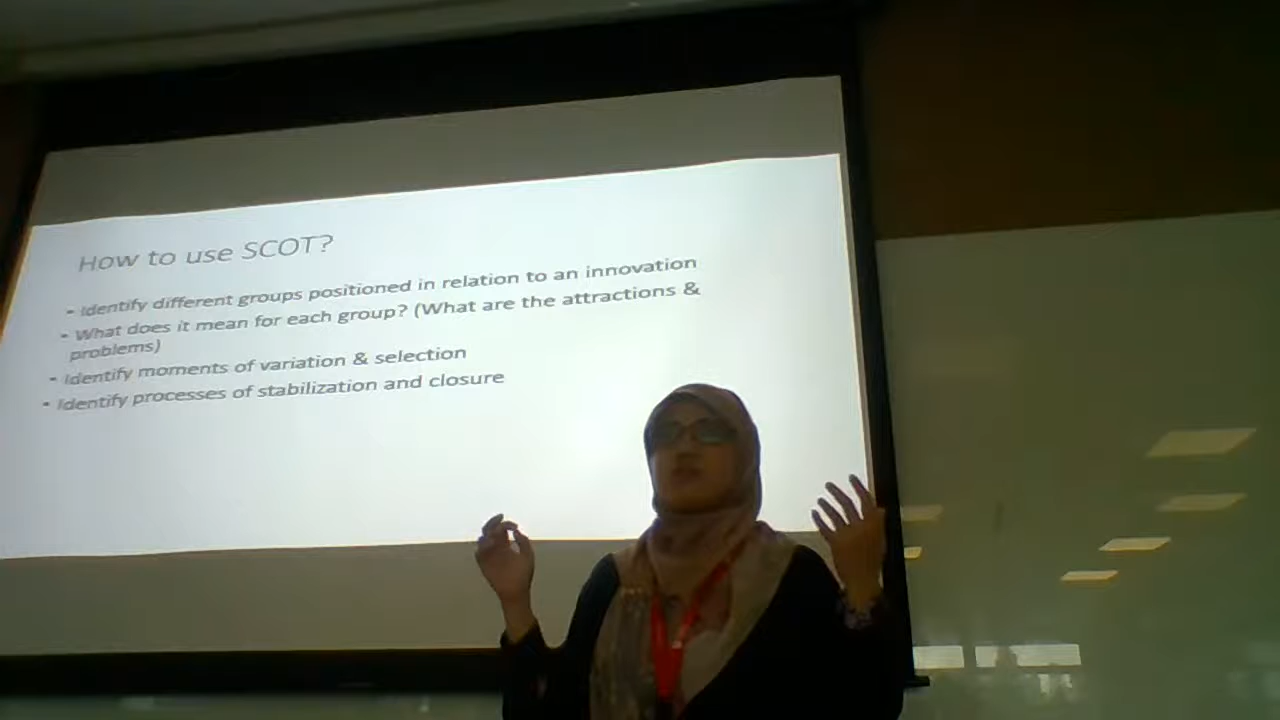 How to use SCOT?
- Identify different groups positioned in relation to an innovation
- What does it mean for each group? (What are the attractions &
problems)
- Identify moments of variation & selection
• Identify processes of stabilization and closure